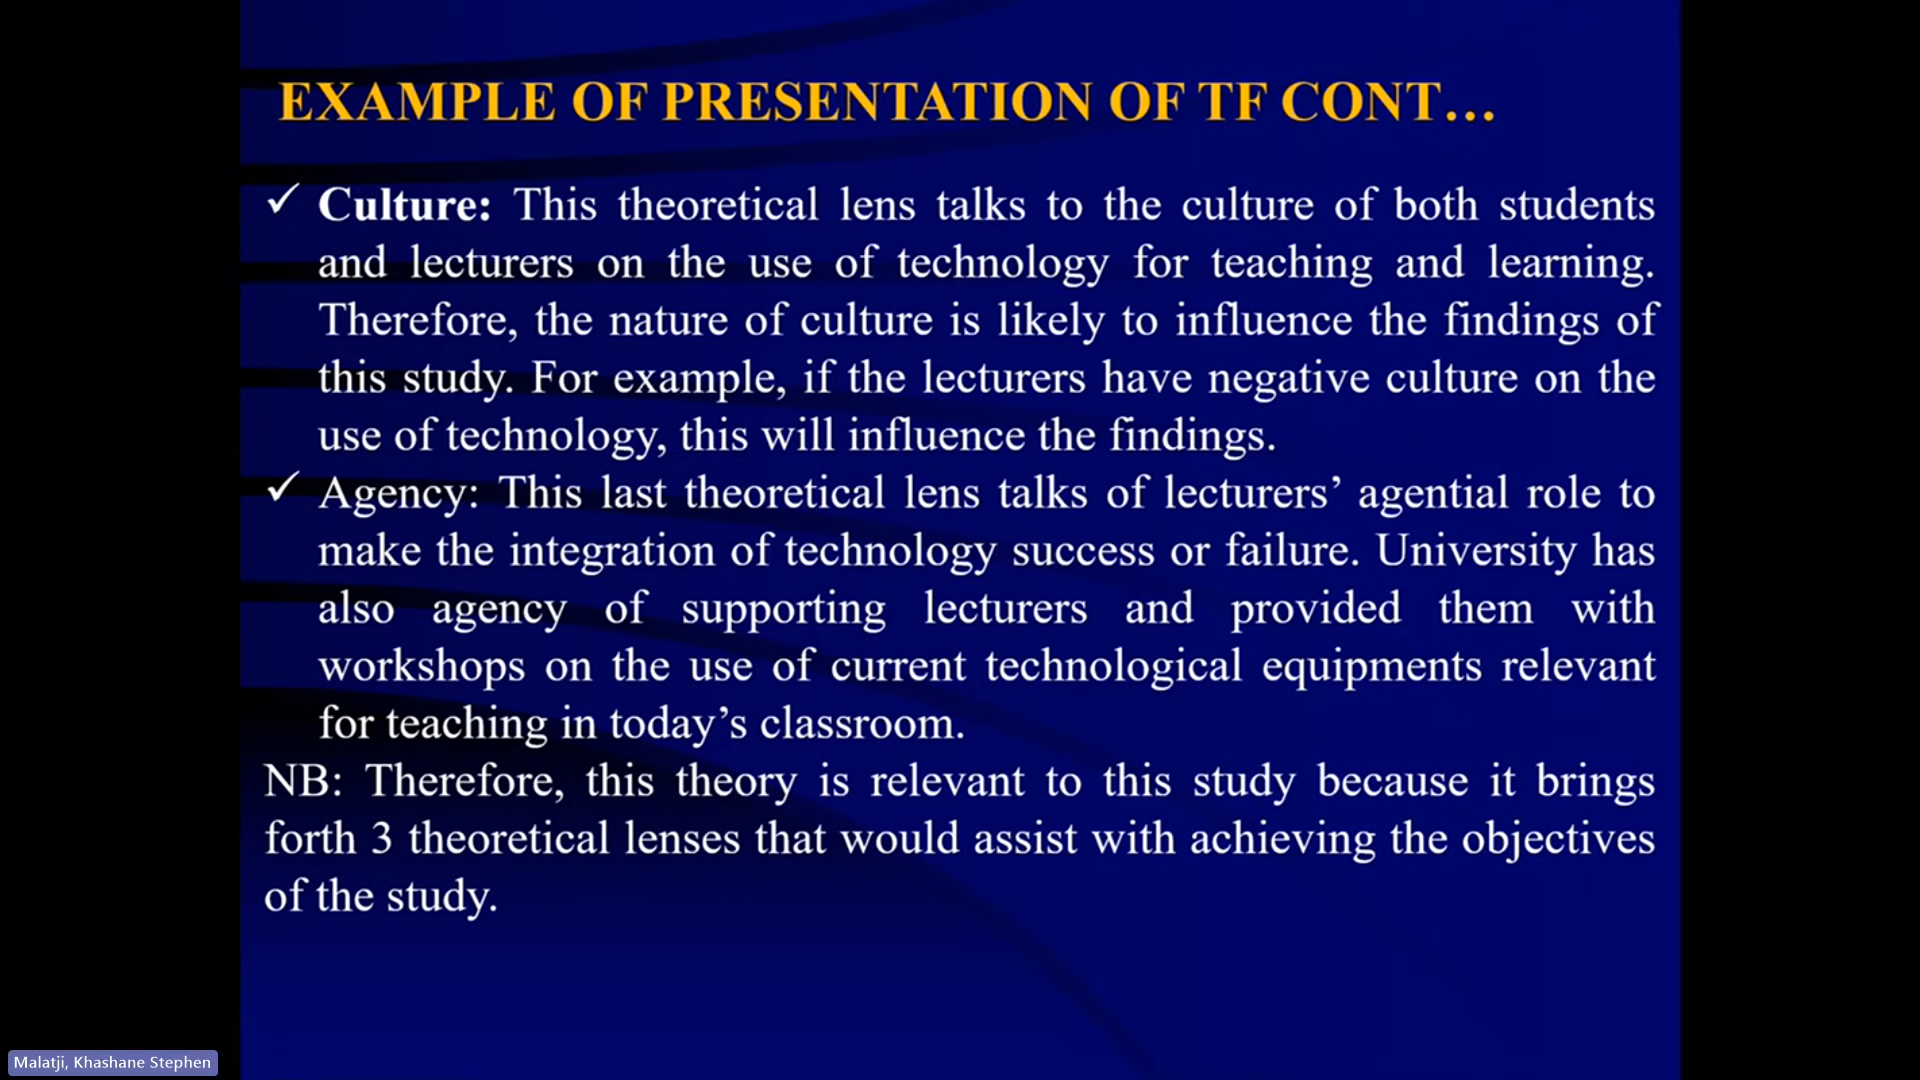 EXAMPLE OF PRESENTATION OF TF CONT…
✓ Culture: This theoretical lens talks to the culture of both students
and lecturers on the use of technology for teaching and learning.
Therefore, the nature of culture is likely to influence the findings of
this study. For example, if the lecturers have negative culture on the
use of technology, this will influence the findings.
✓ Agency: This last theoretical lens talks of lecturers’ agential role to
make the integration of technology success or failure. University has
also agency of supporting lecturers and provided them with
workshops on the use of current technological equipments relevant
for teaching in today’s classroom.
NB: Therefore, this theory is relevant to this study because it brings
forth 3 theoretical lenses that would assist with achieving the objectives
of the study.
Malatji, Khashane Stephen